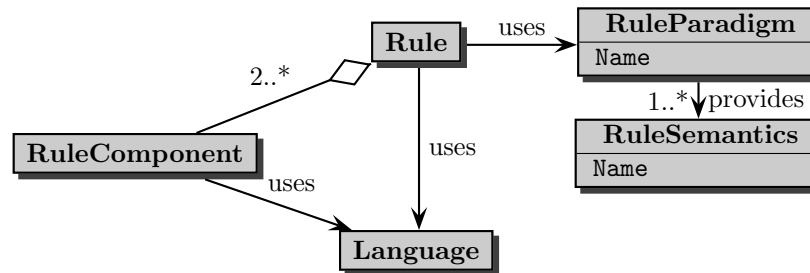 uses
RuleParadigm
Rule
Name
2..*
1..* provides
RuleSemantics
RuleComponent
uses
Name
uses
Language